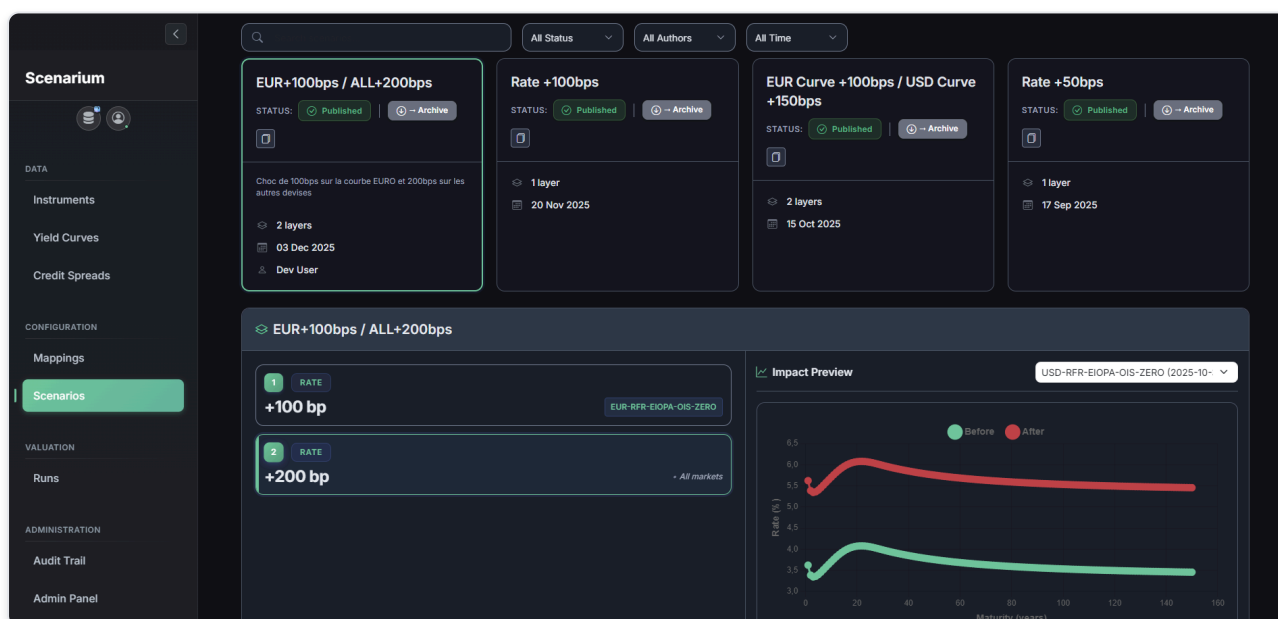 Scenarium
DATA
Instruments
Yield Curves
Credit Spreads
CONFIGURATION
Mappings
Scenarios
VALUATION
Runs
ADMINISTRATION
Audit Trail
Admin Panel
All Status
All Authors
All Time
EUR+100bps / ALL+200bps
STATUS: Published | → Archive
Choc de 100bps sur la courbe EURO et 200bps sur les
autres devises
2 layers
03 Dec 2025
Dev User
Rate +100bps
STATUS: Published | → Archive
1 layer
20 Nov 2025
EUR Curve +100bps / USD Curve
+150bps
STATUS: Published | → Archive
2 layers
15 Oct 2025
Rate +50bps
STATUS: Published | → Archive
1 layer
17 Sep 2025
EUR+100bps / ALL+200bps
1 RATE
+100 bp EUR-RFR-EIOPA-OIS-ZERO
2 RATE
+200 bp • All markets
Impact Preview
USD-RFR-EIOPA-OIS-ZERO (2025-10-
Before After
Rate (%)
6,5
6,0
5,5
5,0
4,5
4,0
3,5
3,0
0 20 40 60 80 100 120 140 160
Maturity (years)